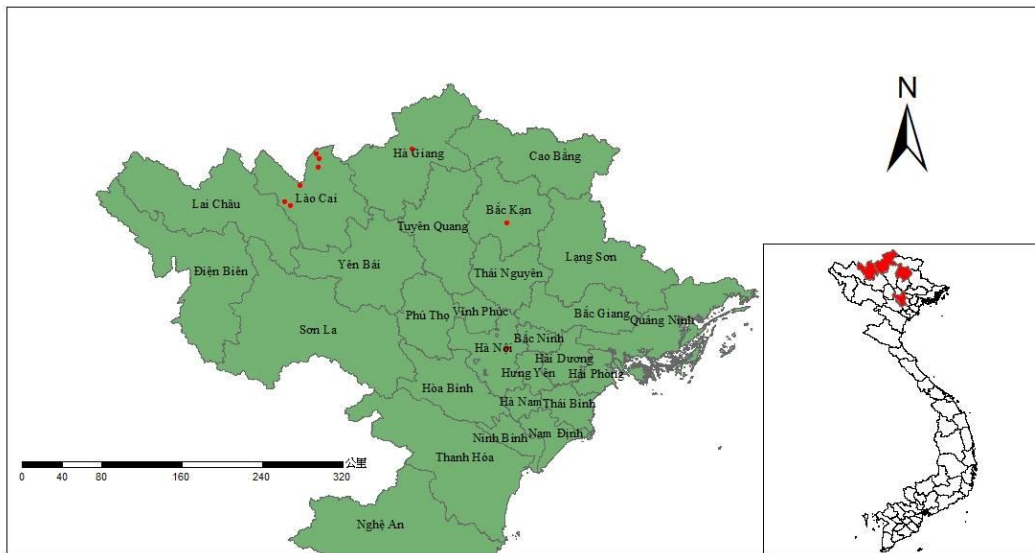 N
Hà Giang
Cao Bằng
Lai Châu
Lào Cai
Bắc Kạn
Tuyên Quang
Lạng Sơn
Điện Biên
Yên Bái
Thái Nguyên
Phú Thọ
Vĩnh Phúc
Bắc Giang
Quảng Ninh
Sơn La
Hà Nội
Bắc Ninh
Hải Dương
Hưng Yên
Hải Phòng
Hòa Bình
Hà Nam
Thái Bình
Ninh Bình
Nam Định
Thanh Hóa
0 40 80 160 240 320 公里
Nghệ An